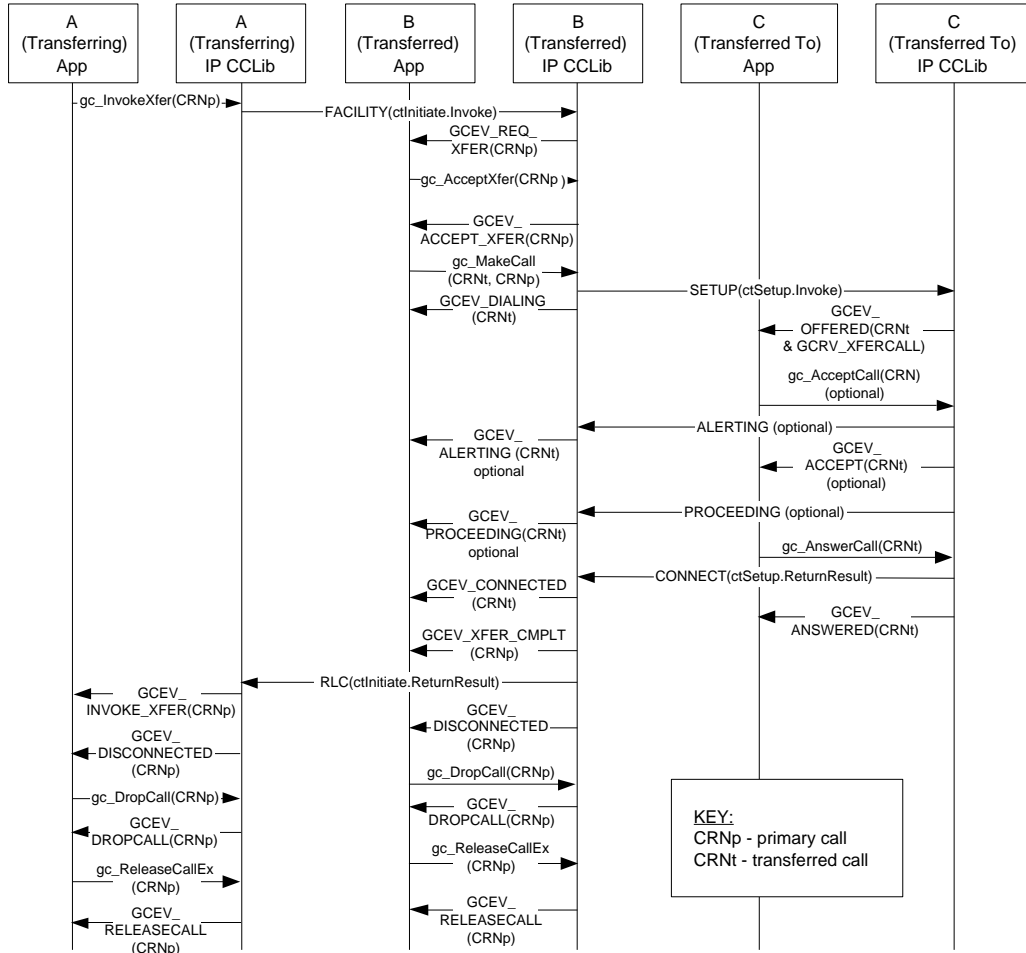 A
(Transferring)
App
A
(Transferring)
IP CCLib
B
(Transferred)
App
B
(Transferred)
IP CCLib
C
(Transferred To)
App
C
(Transferred To)
IP CCLib
gc_InvokeXfer(CRNp)
FACILITY(ctInitiate.Invoke)
GCEV_REQ_
XFER(CRNp)
gc_AcceptXfer(CRNp )
GCEV_
ACCEPT_XFER(CRNp)
gc_MakeCall
(CRNt, CRNp)
SETUP(ctSetup.Invoke)
GCEV_DIALING
(CRNt)
GCEV_
OFFERED(CRNt
& GCRV_XFERCALL)
gc_AcceptCall(CRN)
(optional)
ALERTING (optional)
GCEV_
ALERTING (CRNt)
optional
GCEV_
ACCEPT(CRNt)
(optional)
PROCEEDING (optional)
GCEV_
PROCEEDING(CRNt)
optional
gc_AnswerCall(CRNt)
CONNECT(ctSetup.ReturnResult)
GCEV_CONNECTED
(CRNt)
GCEV_
ANSWERED(CRNt)
GCEV_XFER_CMPLT
(CRNp)
RLC(ctInitiate.ReturnResult)
GCEV_
INVOKE_XFER(CRNp)
GCEV_
DISCONNECTED
(CRNp)
GCEV_
DISCONNECTED
(CRNp)
gc_DropCall(CRNp)
gc_DropCall(CRNp)
GCEV_
DROPCALL(CRNp)
GCEV_
DROPCALL(CRNp)
gc_ReleaseCallEx
(CRNp)
gc_ReleaseCallEx
(CRNp)
GCEV_
RELEASECALL
(CRNp)
GCEV_
RELEASECALL
(CRNp)
KEY:
CRNp - primary call
CRNt - transferred call